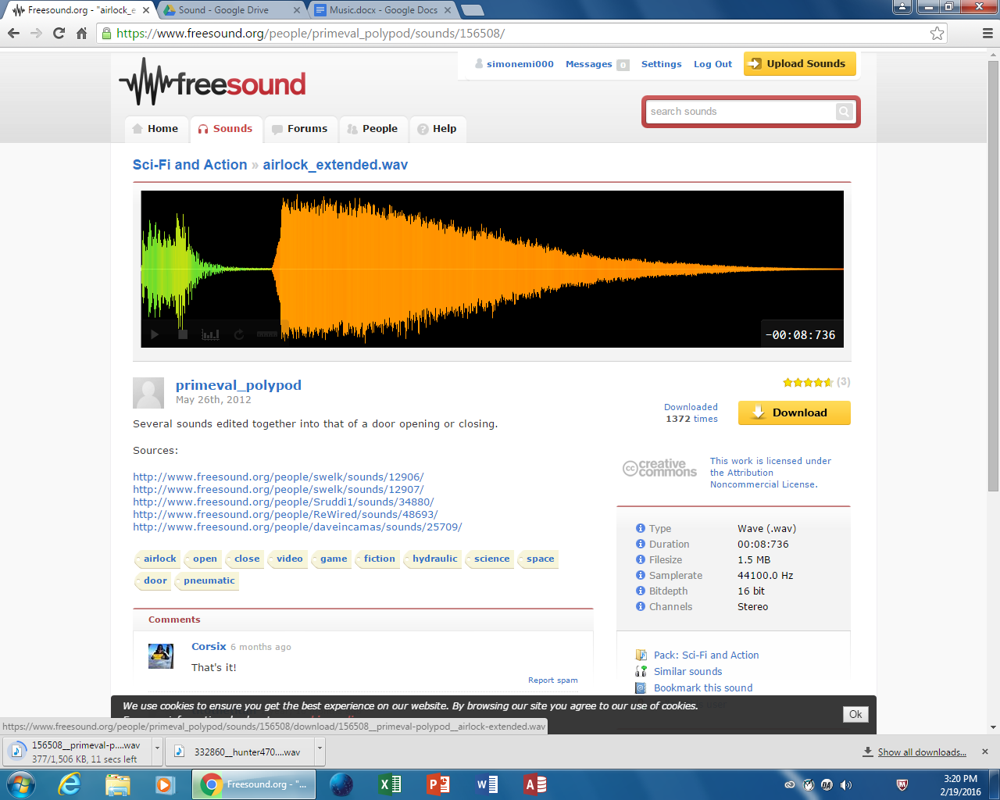 Freesound.org - "airlock_e
Sound - Google Drive
Music.docx - Google Docs
https://www.freesound.org/people/primeval_polypod/sounds/156508/
simonemi000
Messages 0
Settings
Log Out
Upload Sounds
freesound
search sounds
Home
Sounds
Forums
People
Help
Sci-Fi and Action » airlock_extended.wav
-00:08:736
primeval_polypod
May 26th, 2012
(3)
Downloaded
1372 times
Download
Several sounds edited together into that of a door opening or closing.
Sources:
http://www.freesound.org/people/swelk/sounds/12906/
http://www.freesound.org/people/swelk/sounds/12907/
http://www.freesound.org/people/Sruddi1/sounds/34880/
http://www.freesound.org/people/ReWired/sounds/48693/
http://www.freesound.org/people/daveincamas/sounds/25709/
cc creative commons
This work is licensed under
the Attribution
Noncommercial License.
airlock open close video game fiction hydraulic science space
door pneumatic
Type Wave (.wav)
Duration 00:08:736
Filesize 1.5 MB
Samplerate 44100.0 Hz
Bitdepth 16 bit
Channels Stereo
Comments
Corsix 6 months ago
That's it!
Report spam
Pack: Sci-Fi and Action
Similar sounds
Bookmark this sound
We use cookies to ensure you get the best experience on our website. By browsing our site you agree to our use of cookies.
Ok
https://www.freesound.org/people/primeval_polypod/sounds/156508/download/156508__primeval-polypod__airlock-extended.wav
156508__primeval-p....wav
377/1,506 KB, 11 secs left
332860__hunter470....wav
Show all downloads...
Freesound.org - "...
3:20 PM
2/19/2016